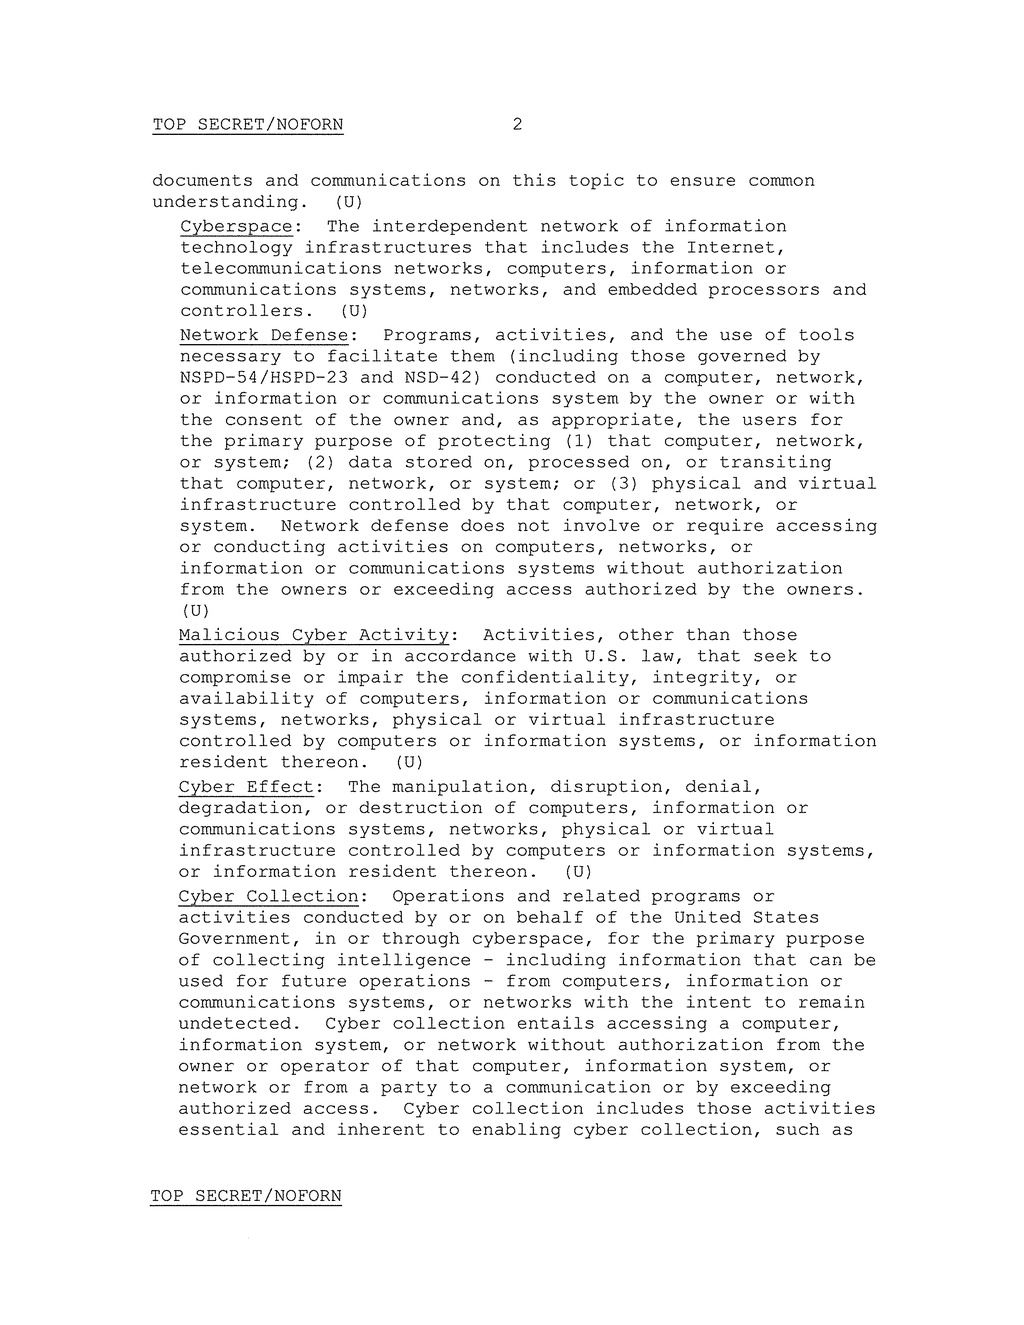 TOP SECRET/NOFORN 2
documents and communications on this topic to ensure common
understanding. (U)
Cyberspace: The interdependent network of information
technology infrastructures that includes the Internet,
telecommunications networks, computers, information or
communications systems, networks, and embedded processors and
controllers. (U)
Network Defense: Programs, activities, and the use of tools
necessary to facilitate them (including those governed by
NSPD-54/HSPD-23 and NSD-42) conducted on a computer, network,
or information or communications system by the owner or with
the consent of the owner and, as appropriate, the users for
the primary purpose of protecting (1) that computer, network,
or system; (2) data stored on, processed on, or transiting
that computer, network, or system; or (3) physical and virtual
infrastructure controlled by that computer, network, or
system. Network defense does not involve or require accessing
or conducting activities on computers, networks, or
information or communications systems without authorization
from the owners or exceeding access authorized by the owners.
(U)
Malicious Cyber Activity: Activities, other than those
authorized by or in accordance with U.S. law, that seek to
compromise or impair the confidentiality, integrity, or
availability of computers, information or communications
systems, networks, physical or virtual infrastructure
controlled by computers or information systems, or information
resident thereon. (U)
Cyber Effect: The manipulation, disruption, denial,
degradation, or destruction of computers, information or
communications systems, networks, physical or virtual
infrastructure controlled by computers or information systems,
or information resident thereon. (U)
Cyber Collection: Operations and related programs or
activities conducted by or on behalf of the United States
Government, in or through cyberspace, for the primary purpose
of collecting intelligence - including information that can be
used for future operations - from computers, information or
communications systems, or networks with the intent to remain
undetected. Cyber collection entails accessing a computer,
information system, or network without authorization from the
owner or operator of that computer, information system, or
network or from a party to a communication or by exceeding
authorized access. Cyber collection includes those activities
essential and inherent to enabling cyber collection, such as
TOP SECRET/NOFORN